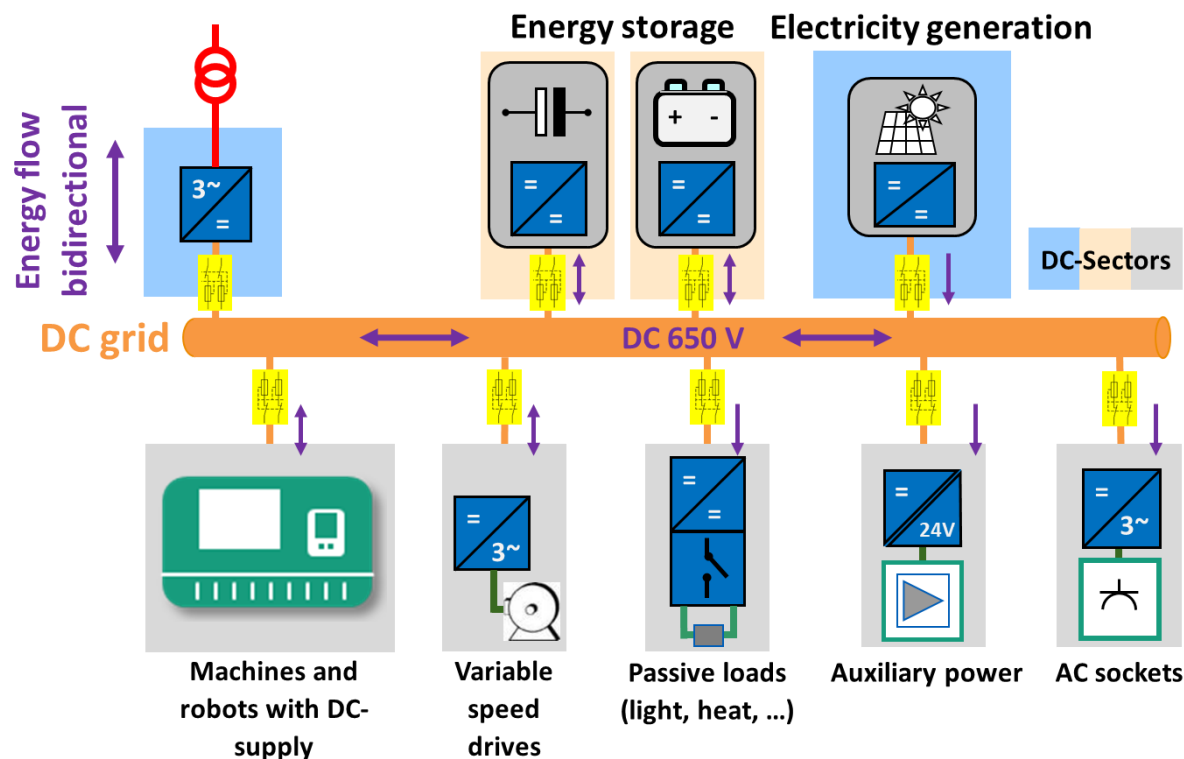 Energy storage
Electricity generation
Energy flow
bidirectional
3~
=
=
=
+ -
=
=
=
=
DC-Sectors
DC grid
DC 650 V
=
3~
=
=
=
24V
=
3~
Machines and
robots with DC-
supply
Variable
speed
drives
Passive loads
(light, heat, ...)
Auxiliary power
AC sockets